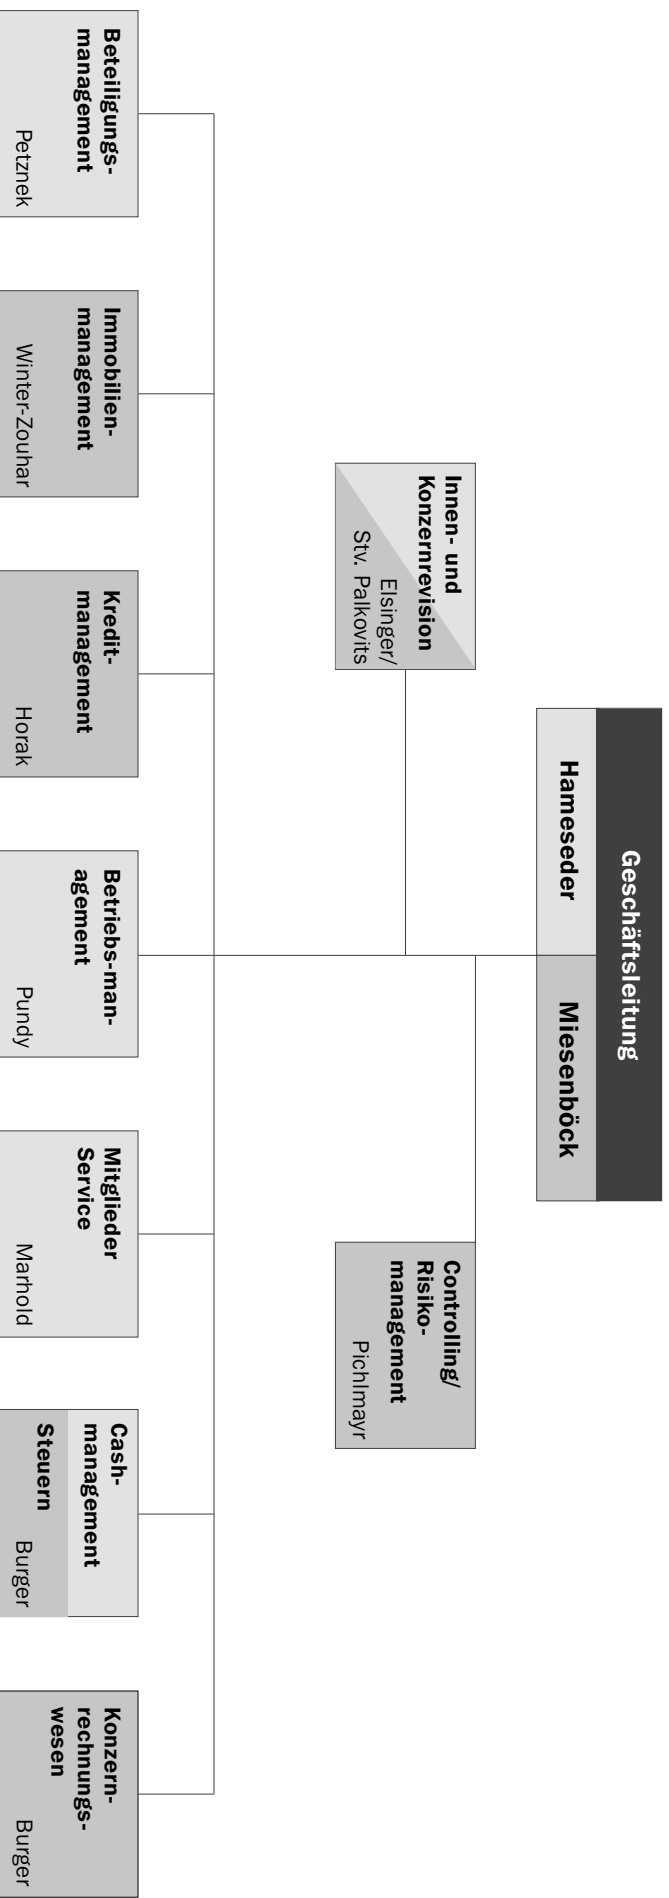 Geschäftsleitung
Hameseder
Miesenböck
Innen- und
Konzernrevision
Elsinger/
Stv. Palkovits
Controlling/
Risiko-
management
Pichlmayr
Beteiligungs-
management
Petznek
Immobilien-
management
Winter-Zouhar
Kredit-
management
Horak
Betriebs-man-
agement
Pundy
Mitglieder
Service
Marhold
Cash-
management
Steuern
Burger
Konzern-
rechnungs-
wesen
Burger